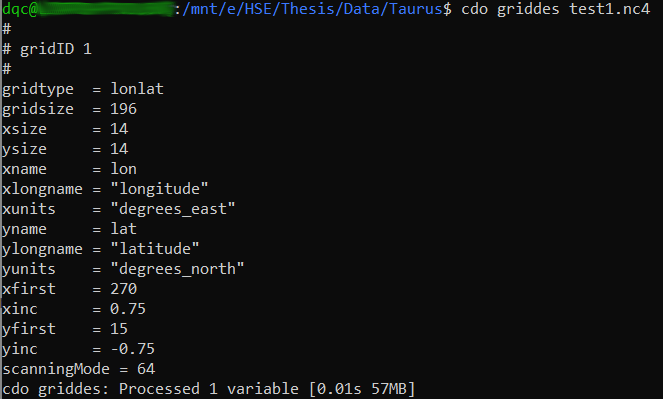 dqc@:/mnt/e/HSE/Thesis/Data/Taurus$ cdo griddes test1.nc4
#
# gridID 1
#
gridtype  = lonlat
gridsize  = 196
xsize     = 14
ysize     = 14
xname     = lon
xlongname = "longitude"
xunits    = "degrees_east"
yname     = lat
ylongname = "latitude"
yunits    = "degrees_north"
xfirst    = 270
xinc      = 0.75
yfirst    = 15
yinc      = -0.75
scanningMode = 64
cdo griddes: Processed 1 variable [0.01s 57MB]